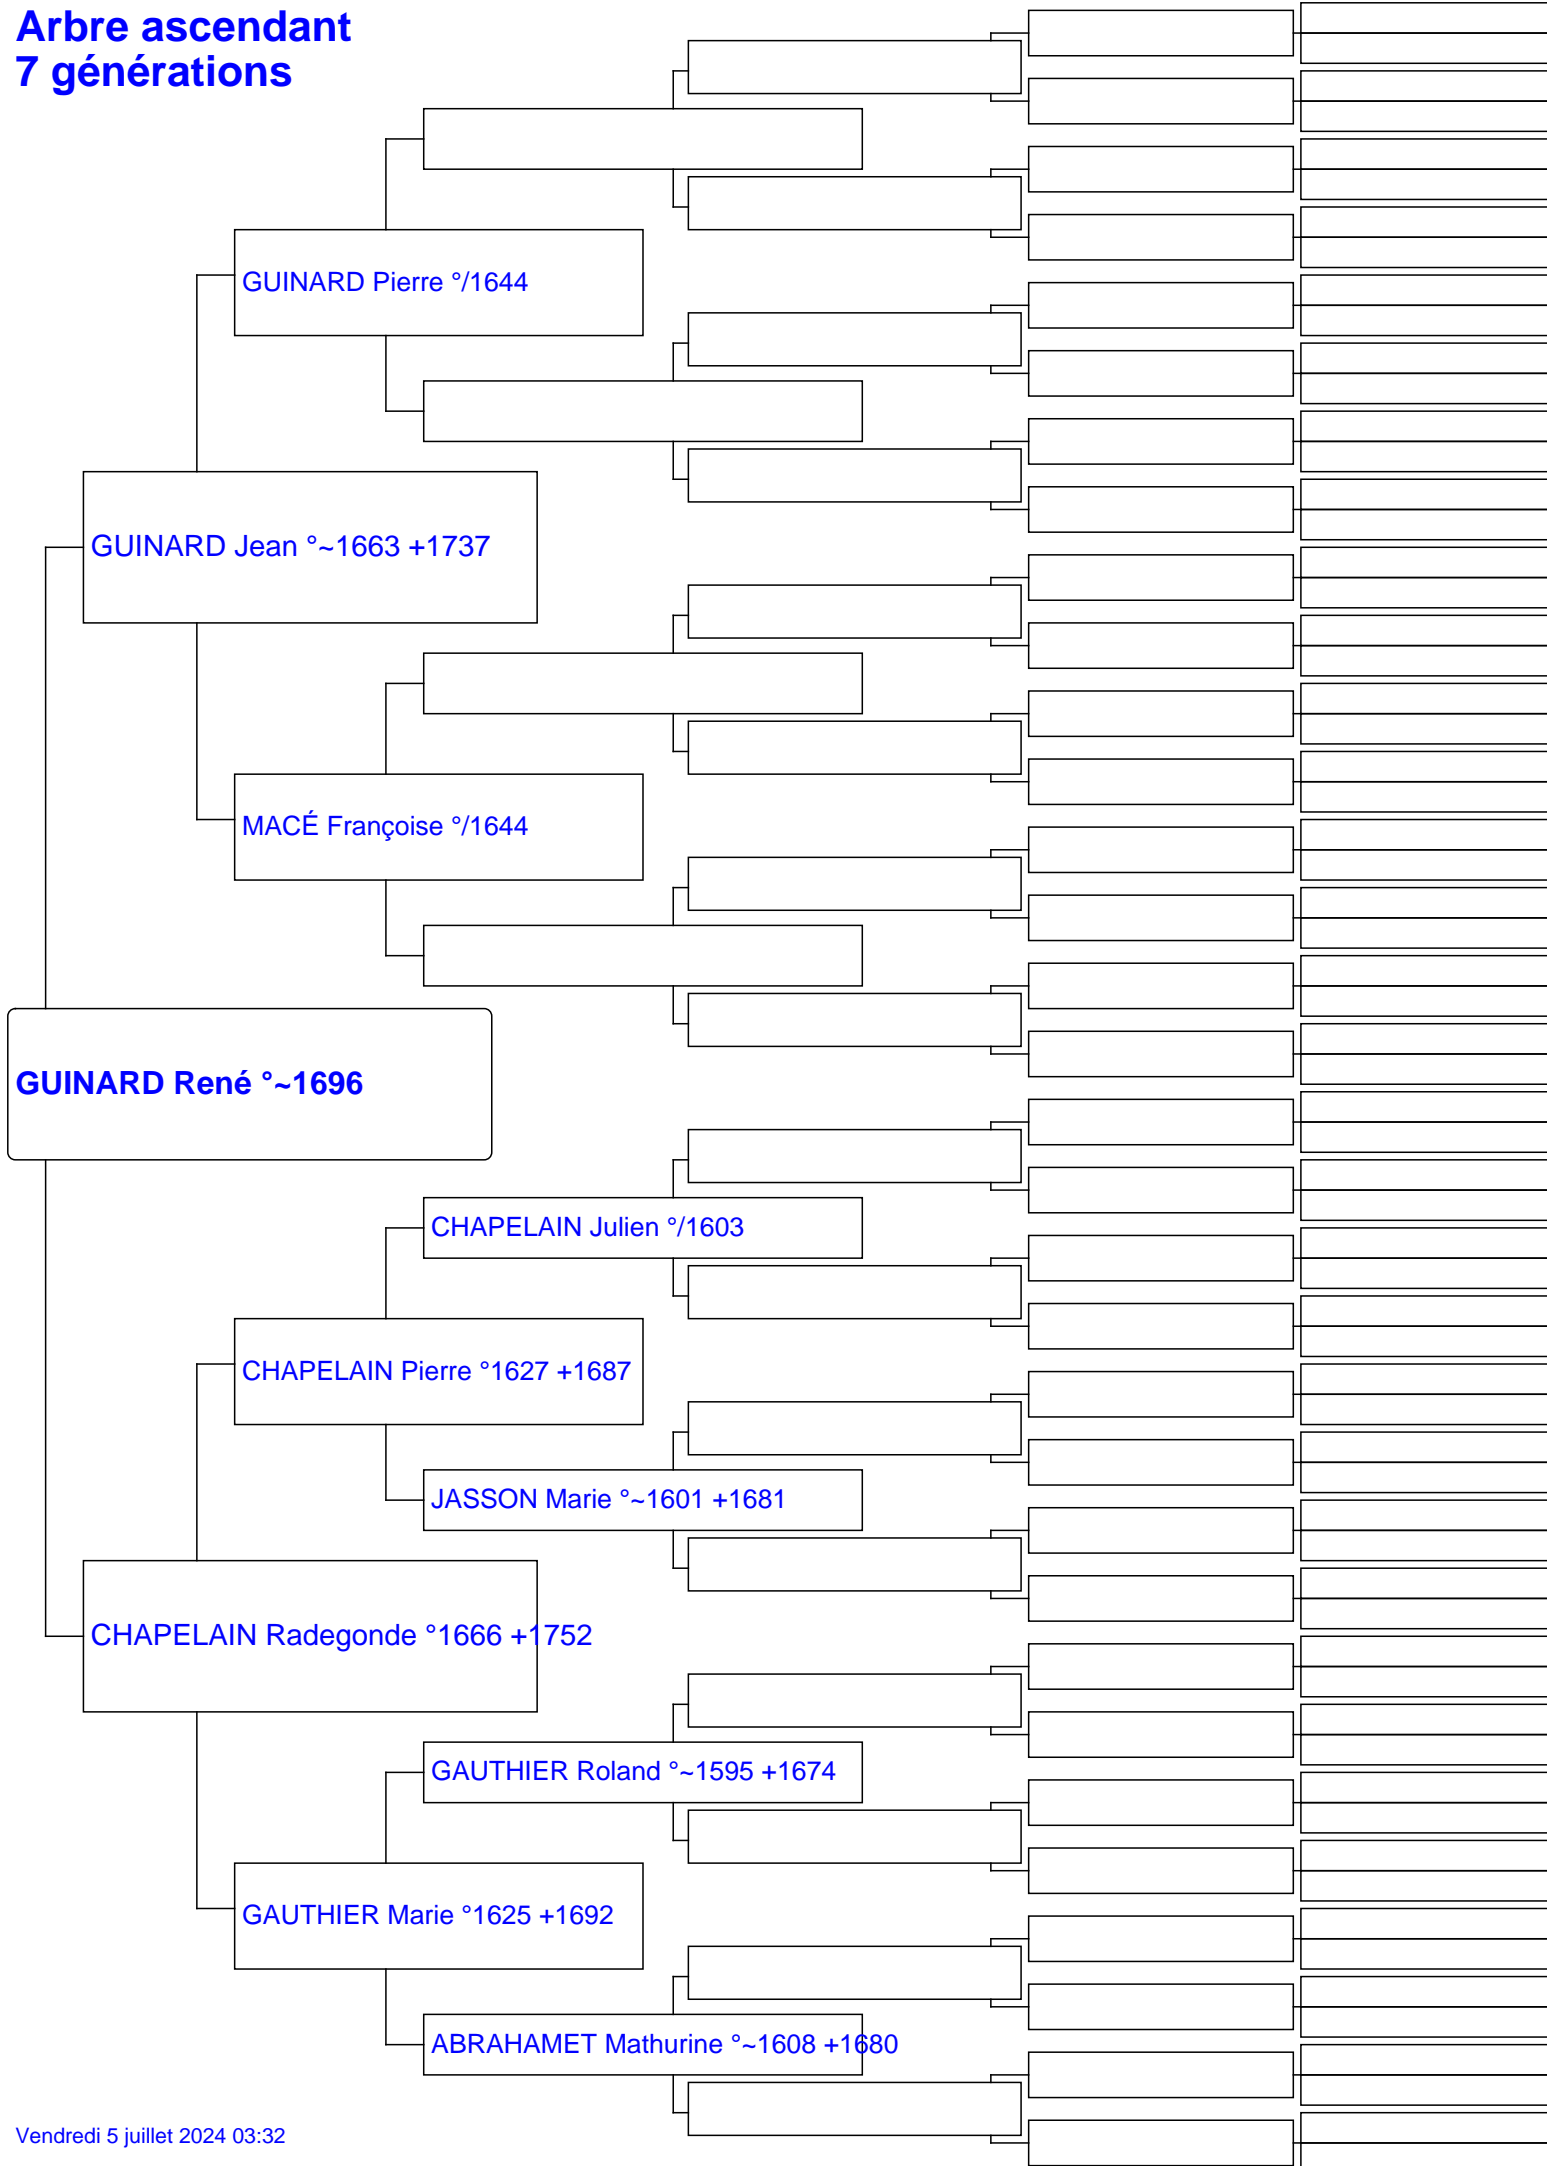 Arbre ascendant
7 générations
GUINARD Pierre °/1644
GUINARD Jean °~1663 +1737
MACÉ Françoise °/1644
GUINARD René °~1696
CHAPELAIN Julien °/1603
CHAPELAIN Pierre °1627 +1687
JASSON Marie °~1601 +1681
CHAPELAIN Radegonde °1666 +1752
GAUTHIER Roland °~1595 +1674
GAUTHIER Marie °1625 +1692
ABRAHAMET Mathurine °~1608 +1680
Vendredi 5 juillet 2024 03:32